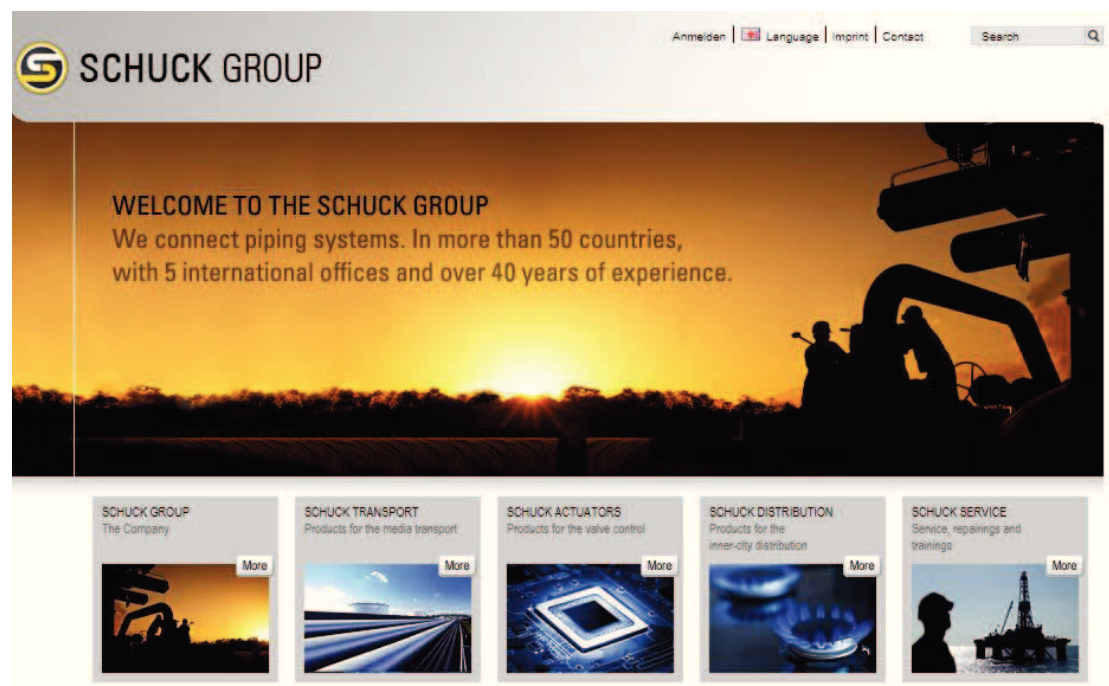 Anmelden Language Imprint Contact Search
SCHUCK GROUP
WELCOME TO THE SCHUCK GROUP
We connect piping systems. In more than 50 countries,
with 5 international offices and over 40 years of experience.
SCHUCK GROUP
The Company
More
SCHUCK TRANSPORT
Products for the media transport
More
SCHUCK ACTUATORS
Products for the valve control
More
SCHUCK DISTRIBUTION
Products for the
inner-city distribution
More
SCHUCK SERVICE
Service, repairings and
trainings
More